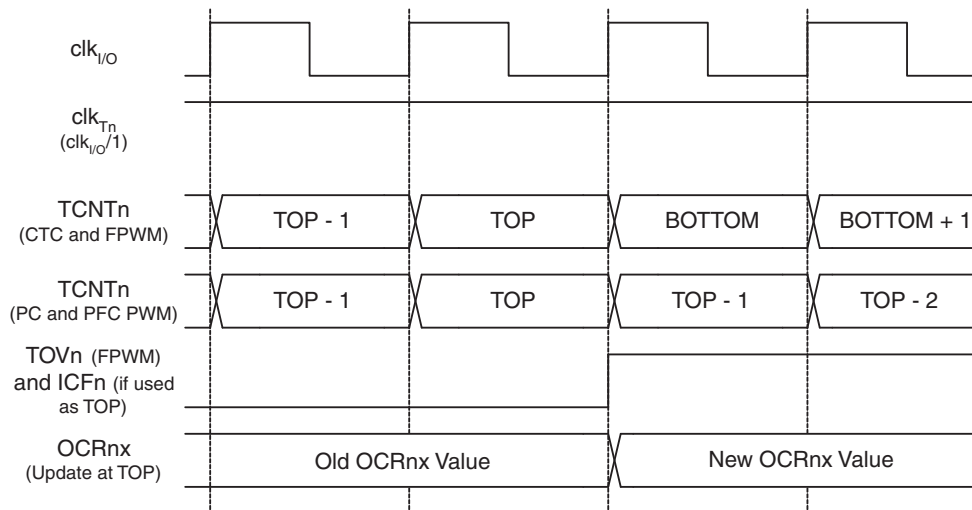 clkI/O
clkTn
(clkI/O/1)
TCNTn
(CTC and FPWM)
TOP - 1 TOP BOTTOM BOTTOM + 1
TCNTn
(PC and PFC PWM)
TOP - 1 TOP TOP - 1 TOP - 2
TOVn (FPWM)
and ICFn (if used
as TOP)
OCRnx
(Update at TOP)
Old OCRnx Value New OCRnx Value